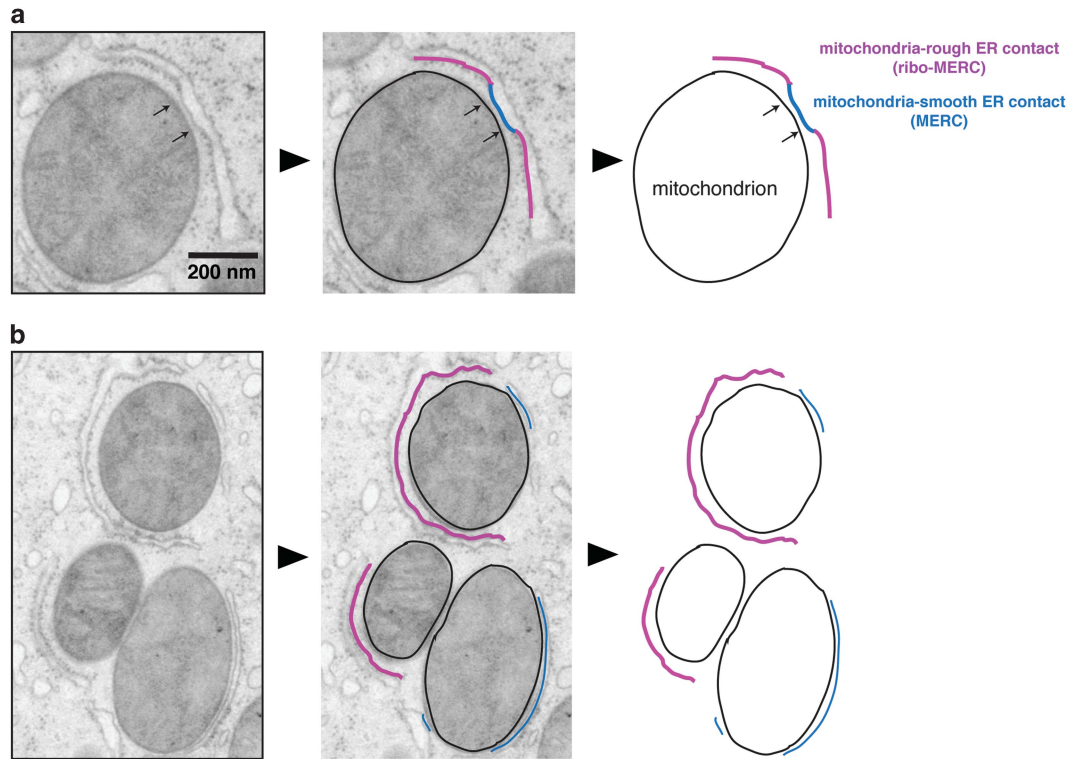 a
mitochondria-rough ER contact
(ribo-MERC)
mitochondria-smooth ER contact
(MERC)
mitochondrion
200 nm
b